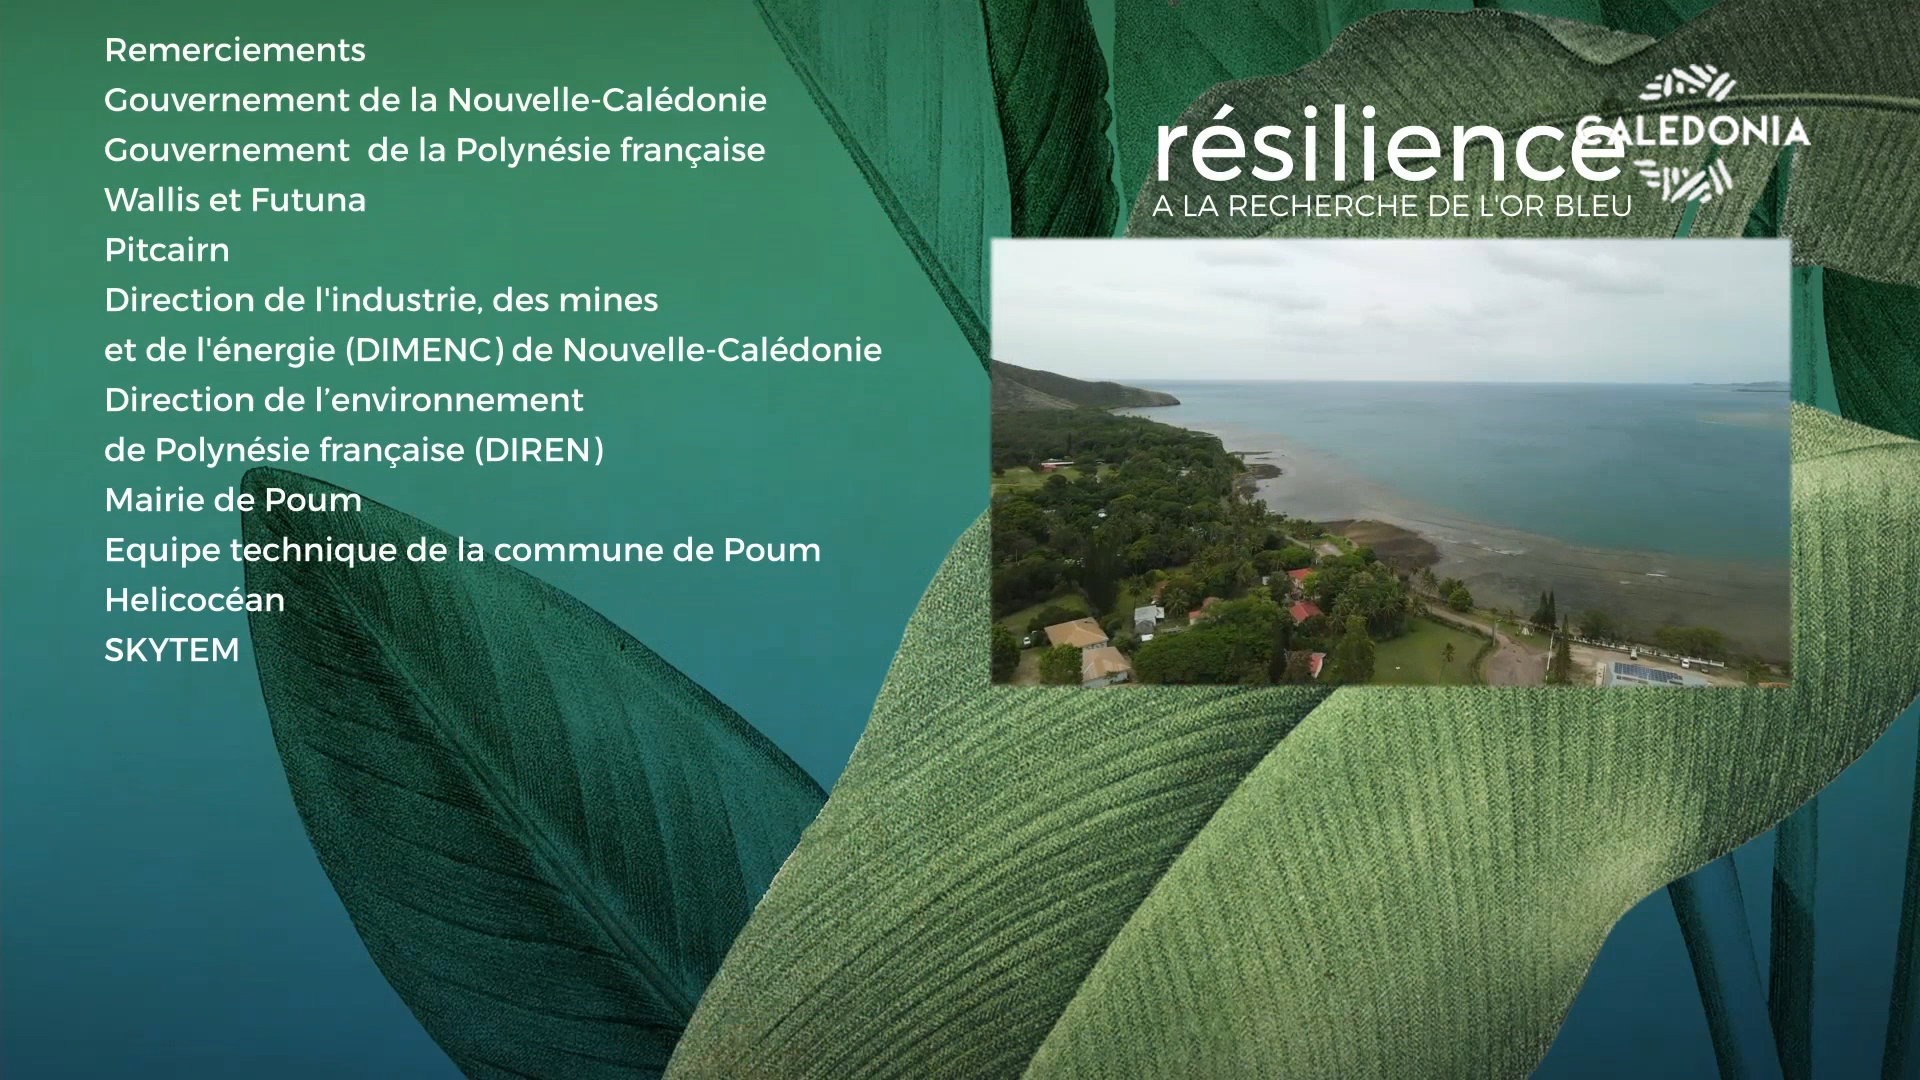 Remerciements
Gouvernement de la Nouvelle-Calédonie
Gouvernement  de la Polynésie française
Wallis et Futuna
Pitcairn
Direction de l'industrie, des mines
et de l'énergie (DIMENC) de Nouvelle-Calédonie
Direction de l’environnement
de Polynésie française (DIREN)
Mairie de Poum
Equipe technique de la commune de Poum
Helicocéan
SKYTEM
résilience
A LA RECHERCHE DE L'OR BLEU
CALEDONIA